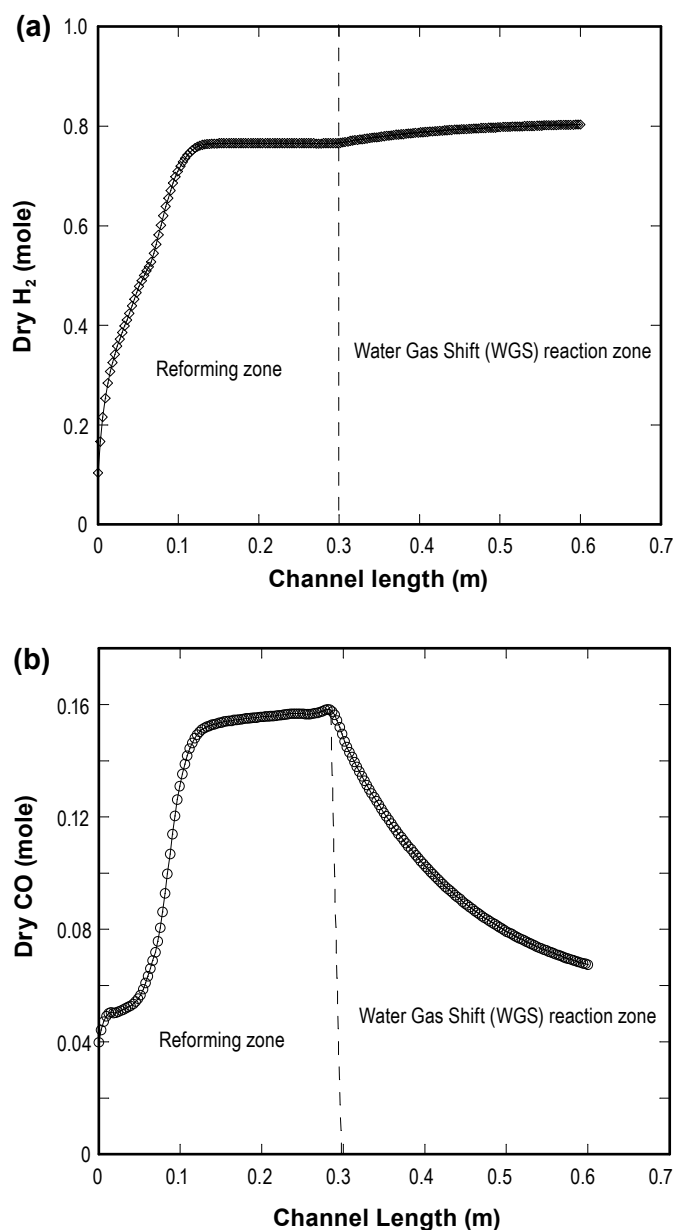 (a)
1.0
0.8
0.6
0.4
0.2
0
Dry H₂ (mole)
Reforming zone
Water Gas Shift (WGS) reaction zone
0 0.1 0.2 0.3 0.4 0.5 0.6 0.7
Channel length (m)
(b)
0.16
0.12
0.08
0.04
0
Dry CO (mole)
Reforming zone
Water Gas Shift (WGS) reaction zone
0 0.1 0.2 0.3 0.4 0.5 0.6 0.7
Channel Length (m)